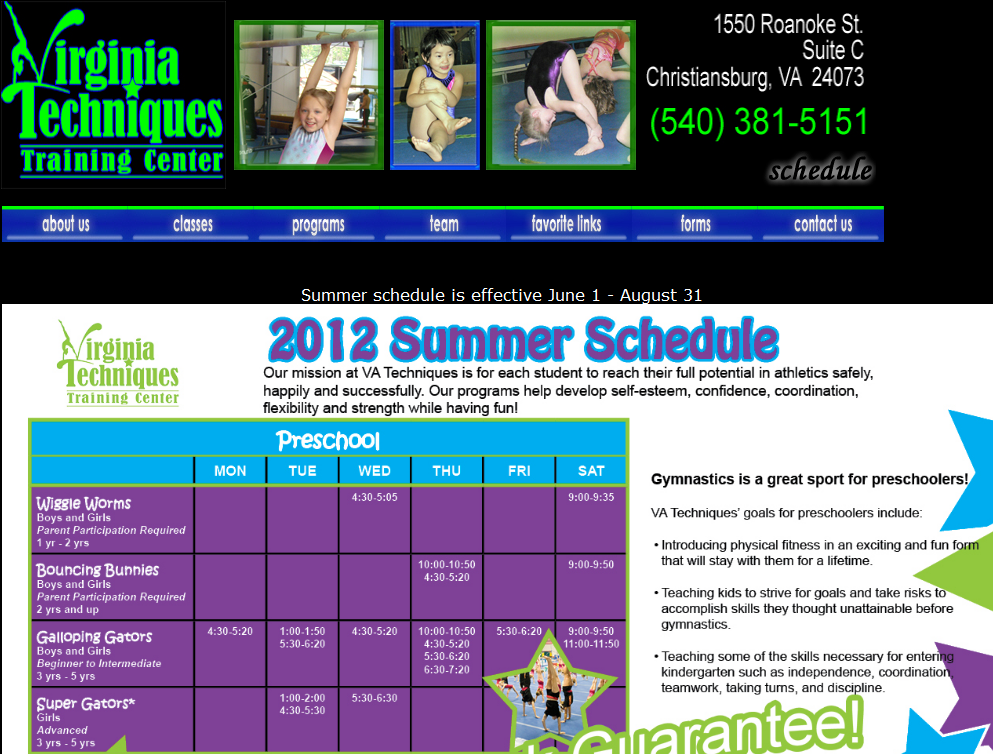 Virginia
Techniques
Training Center
1550 Roanoke St.
Suite C
Christiansburg, VA 24073
(540) 381-5151
schedule
about us classes programs team favorite links forms contact us
Summer schedule is effective June 1 - August 31
Virginia
Techniques
Training Center
2012 Summer Schedule
Our mission at VA Techniques is for each student to reach their full potential in athletics safely,
happily and successfully. Our programs help develop self-esteem, confidence, coordination,
flexibility and strength while having fun!
Preschool
MON TUE WED THU FRI SAT
Wiggle Worms
Boys and Girls
Parent Participation Required
1 yr - 2 yrs
4:30-5:05 9:00-9:35
Bouncing Bunnies
Boys and Girls
Parent Participation Required
2 yrs and up
10:00-10:50 9:00-9:50
4:30-5:20
Galloping Gators
Boys and Girls
Beginner to Intermediate
3 yrs - 5 yrs
4:30-5:20 1:00-1:50 4:30-5:20 10:00-10:50 5:30-6:20 9:00-9:50
5:30-6:20 4:30-5:20 11:00-11:50
5:30-6:20
6:30-7:20
Super Gators*
Girls
Advanced
3 yrs - 5 yrs
1:00-2:00 5:30-6:30
4:30-5:30
Gymnastics is a great sport for preschoolers!
VA Techniques' goals for preschoolers include:
• Introducing physical fitness in an exciting and fun form
that will stay with them for a lifetime.
• Teaching kids to strive for goals and take risks to
accomplish skills they thought unattainable before
gymnastics.
• Teaching some of the skills necessary for entering
kindergarten such as independence, coordination,
teamwork, taking turns, and discipline.
Guarantee!